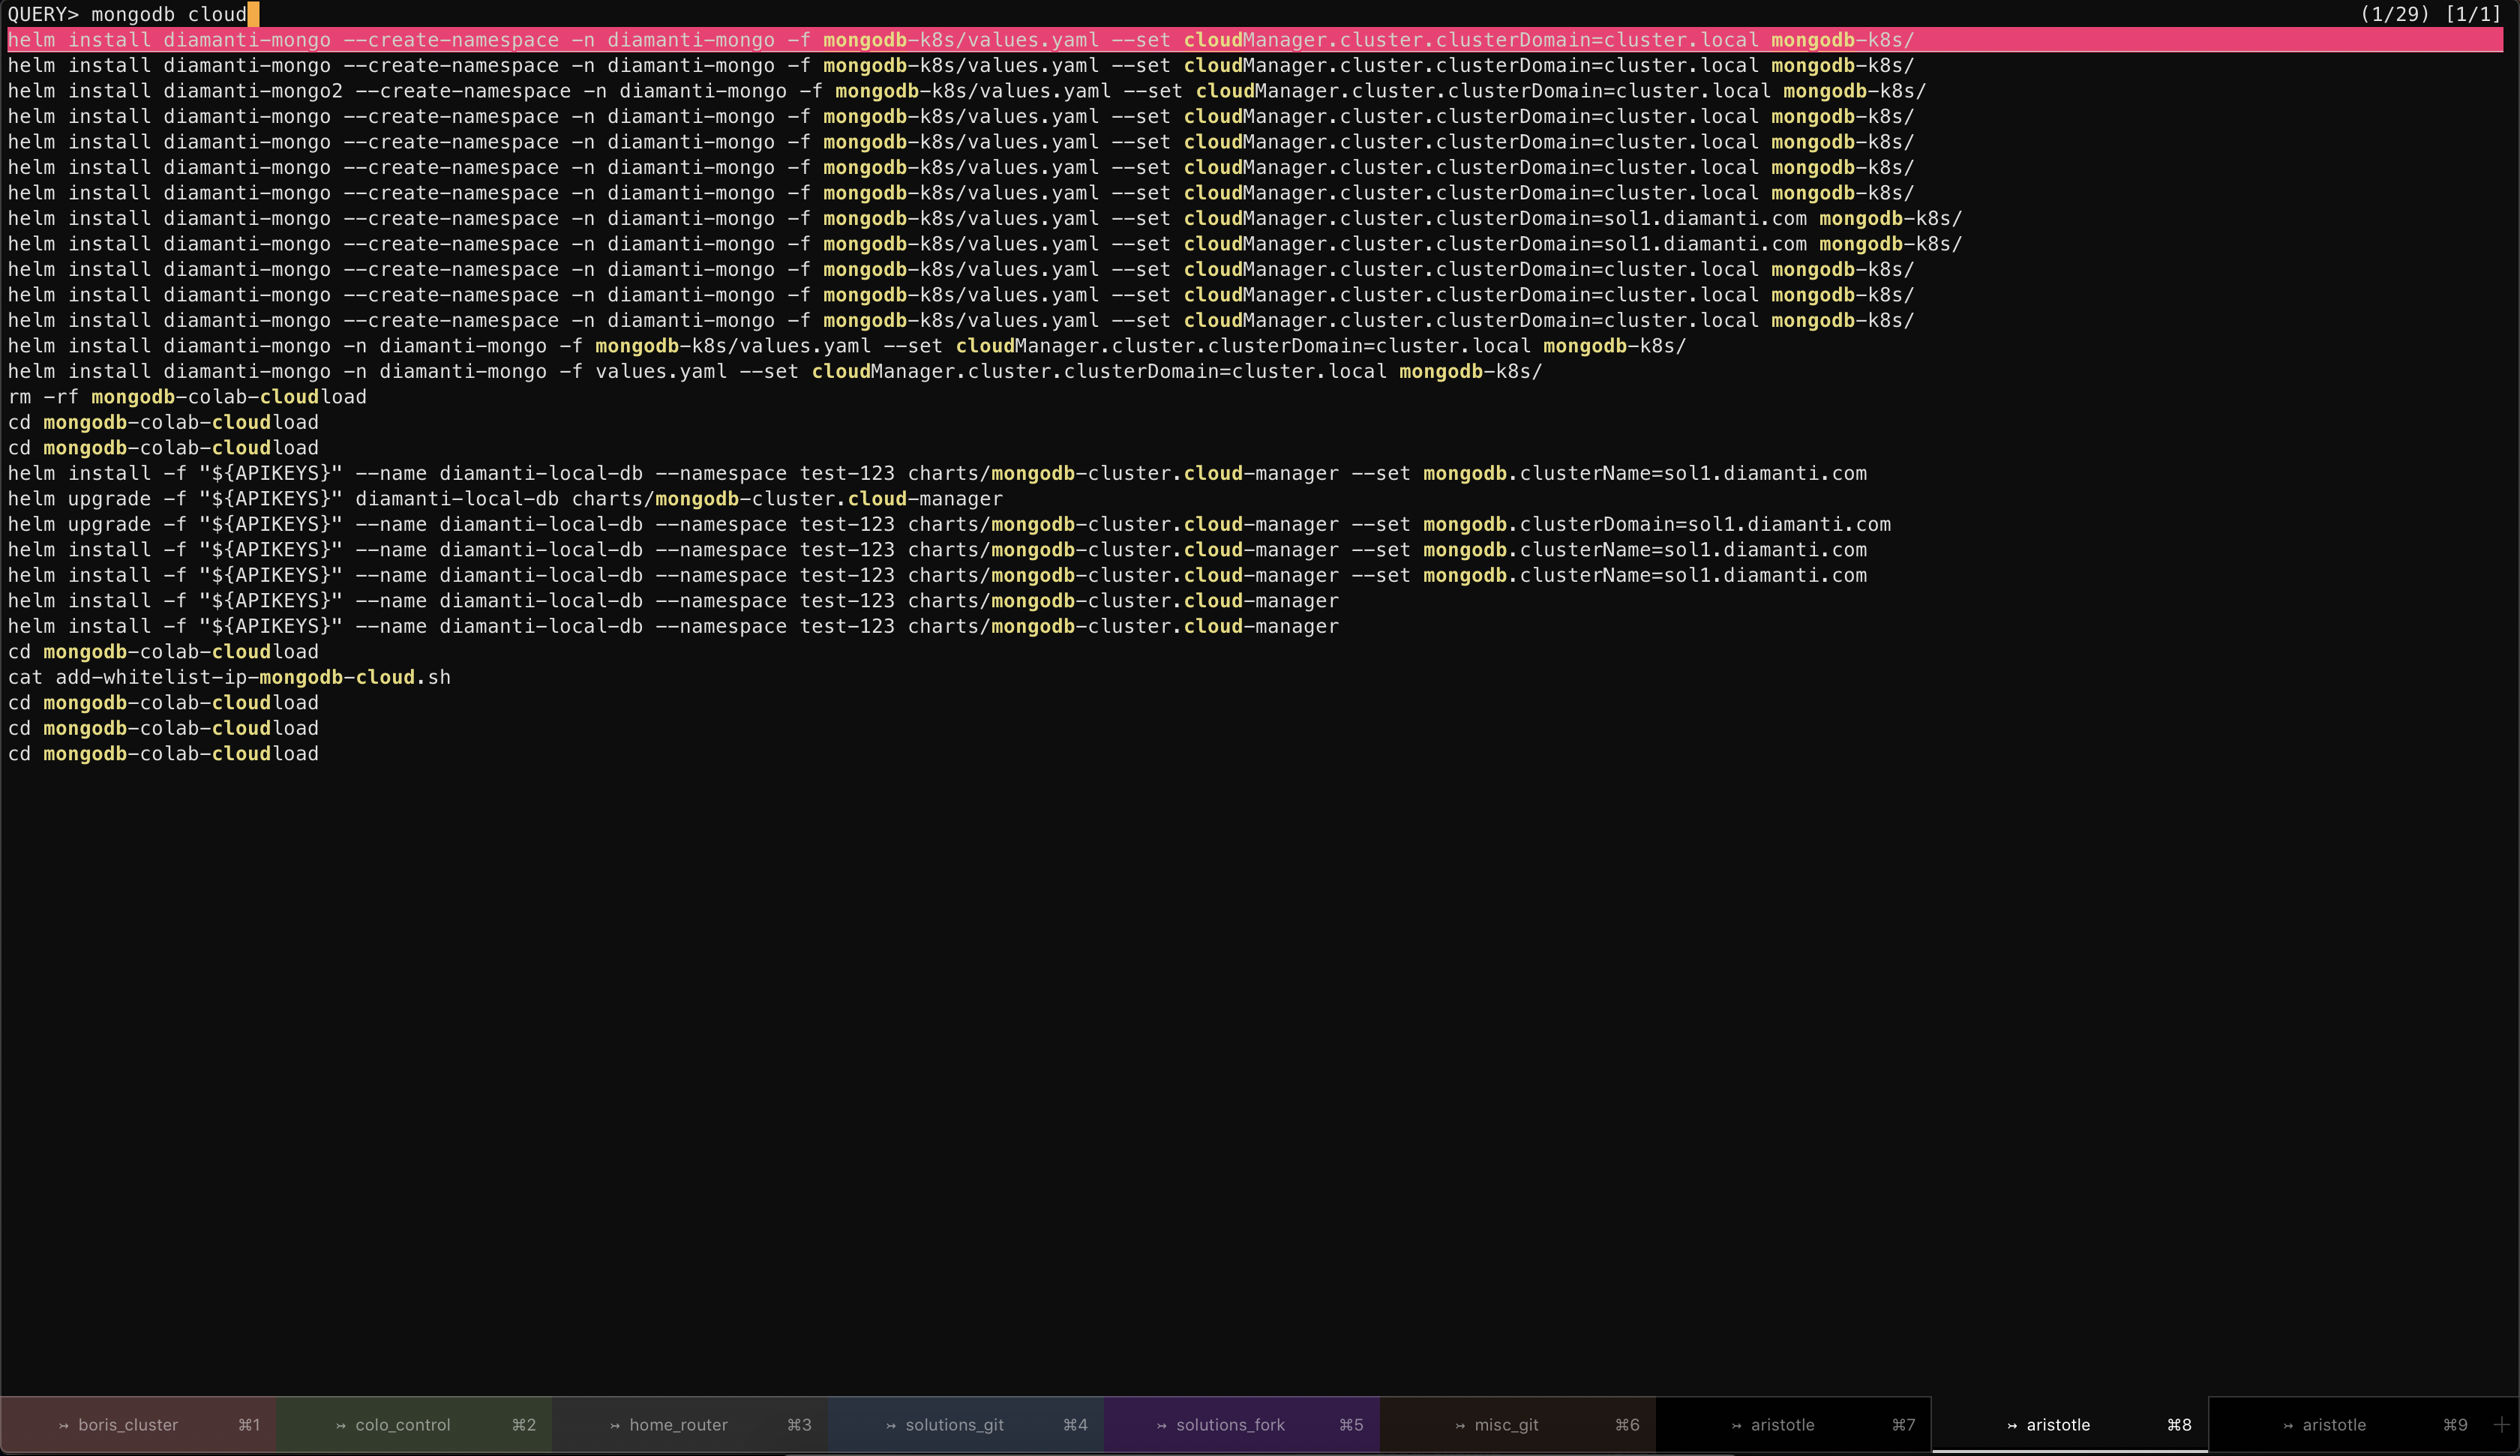 QUERY> mongodb cloud (1/29) [1/1]
helm install diamanti-mongo --create-namespace -n diamanti-mongo -f mongodb-k8s/values.yaml --set cloudManager.cluster.clusterDomain=cluster.local mongodb-k8s/
helm install diamanti-mongo --create-namespace -n diamanti-mongo -f mongodb-k8s/values.yaml --set cloudManager.cluster.clusterDomain=cluster.local mongodb-k8s/
helm install diamanti-mongo2 --create-namespace -n diamanti-mongo -f mongodb-k8s/values.yaml --set cloudManager.cluster.clusterDomain=cluster.local mongodb-k8s/
helm install diamanti-mongo --create-namespace -n diamanti-mongo -f mongodb-k8s/values.yaml --set cloudManager.cluster.clusterDomain=cluster.local mongodb-k8s/
helm install diamanti-mongo --create-namespace -n diamanti-mongo -f mongodb-k8s/values.yaml --set cloudManager.cluster.clusterDomain=cluster.local mongodb-k8s/
helm install diamanti-mongo --create-namespace -n diamanti-mongo -f mongodb-k8s/values.yaml --set cloudManager.cluster.clusterDomain=cluster.local mongodb-k8s/
helm install diamanti-mongo --create-namespace -n diamanti-mongo -f mongodb-k8s/values.yaml --set cloudManager.cluster.clusterDomain=cluster.local mongodb-k8s/
helm install diamanti-mongo --create-namespace -n diamanti-mongo -f mongodb-k8s/values.yaml --set cloudManager.cluster.clusterDomain=sol1.diamanti.com mongodb-k8s/
helm install diamanti-mongo --create-namespace -n diamanti-mongo -f mongodb-k8s/values.yaml --set cloudManager.cluster.clusterDomain=sol1.diamanti.com mongodb-k8s/
helm install diamanti-mongo --create-namespace -n diamanti-mongo -f mongodb-k8s/values.yaml --set cloudManager.cluster.clusterDomain=cluster.local mongodb-k8s/
helm install diamanti-mongo --create-namespace -n diamanti-mongo -f mongodb-k8s/values.yaml --set cloudManager.cluster.clusterDomain=cluster.local mongodb-k8s/
helm install diamanti-mongo --create-namespace -n diamanti-mongo -f mongodb-k8s/values.yaml --set cloudManager.cluster.clusterDomain=cluster.local mongodb-k8s/
helm install diamanti-mongo -n diamanti-mongo -f mongodb-k8s/values.yaml --set cloudManager.cluster.clusterDomain=cluster.local mongodb-k8s/
helm install diamanti-mongo -n diamanti-mongo -f values.yaml --set cloudManager.cluster.clusterDomain=cluster.local mongodb-k8s/
rm -rf mongodb-colab-cloudload
cd mongodb-colab-cloudload
cd mongodb-colab-cloudload
helm install -f "${APIKEYS}" --name diamanti-local-db --namespace test-123 charts/mongodb-cluster.cloud-manager --set mongodb.clusterName=sol1.diamanti.com
helm upgrade -f "${APIKEYS}" diamanti-local-db charts/mongodb-cluster.cloud-manager
helm upgrade -f "${APIKEYS}" --name diamanti-local-db --namespace test-123 charts/mongodb-cluster.cloud-manager --set mongodb.clusterDomain=sol1.diamanti.com
helm install -f "${APIKEYS}" --name diamanti-local-db --namespace test-123 charts/mongodb-cluster.cloud-manager --set mongodb.clusterName=sol1.diamanti.com
helm install -f "${APIKEYS}" --name diamanti-local-db --namespace test-123 charts/mongodb-cluster.cloud-manager --set mongodb.clusterName=sol1.diamanti.com
helm install -f "${APIKEYS}" --name diamanti-local-db --namespace test-123 charts/mongodb-cluster.cloud-manager
helm install -f "${APIKEYS}" --name diamanti-local-db --namespace test-123 charts/mongodb-cluster.cloud-manager
cd mongodb-colab-cloudload
cat add-whitelist-ip-mongodb-cloud.sh
cd mongodb-colab-cloudload
cd mongodb-colab-cloudload
cd mongodb-colab-cloudload
↣ boris_cluster ⌘1 ↣ colo_control ⌘2 ↣ home_router ⌘3 ↣ solutions_git ⌘4 ↣ solutions_fork ⌘5 ↣ misc_git ⌘6 ↣ aristotle ⌘7 ↣ aristotle ⌘8 ↣ aristotle ⌘9 +